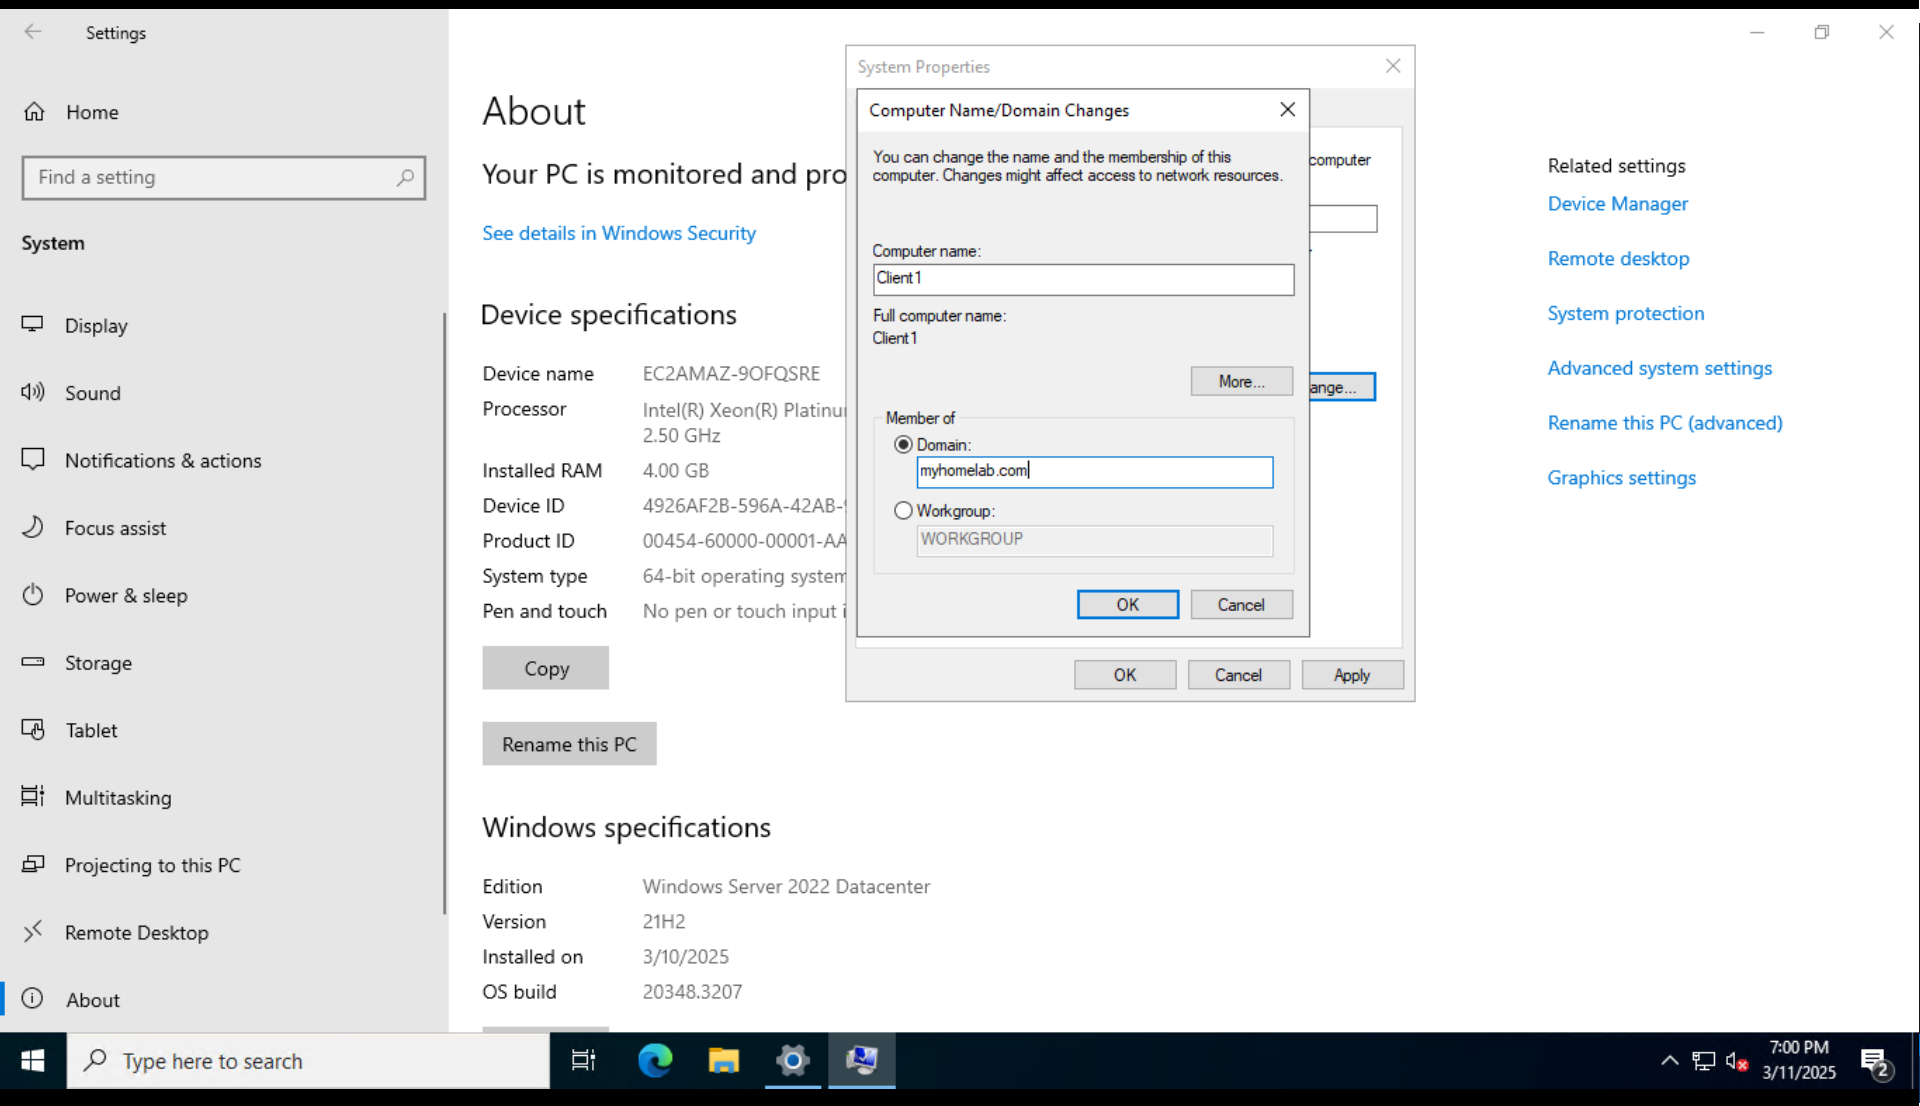 Settings
Home
Find a setting
System
Display
Sound
Notifications & actions
Focus assist
Power & sleep
Storage
Tablet
Multitasking
Projecting to this PC
Remote Desktop
About
About
Your PC is monitored and pro
See details in Windows Security
Device specifications
Device name EC2AMAZ-9OFQSRE
Processor Intel(R) Xeon(R) Platinu
2.50 GHz
Installed RAM 4.00 GB
Device ID 4926AF2B-596A-42AB-
Product ID 00454-60000-00001-AA
System type 64-bit operating system
Pen and touch No pen or touch input i
Copy
Rename this PC
Windows specifications
Edition Windows Server 2022 Datacenter
Version 21H2
Installed on 3/10/2025
OS build 20348.3207
System Properties
computer
ange...
OK Cancel Apply
Computer Name/Domain Changes
You can change the name and the membership of this
computer. Changes might affect access to network resources.
Computer name:
Client1
Full computer name:
Client1
More...
Member of
Domain:
myhomelab.com
Workgroup:
WORKGROUP
OK Cancel
Related settings
Device Manager
Remote desktop
System protection
Advanced system settings
Rename this PC (advanced)
Graphics settings
Type here to search
7:00 PM
3/11/2025
2